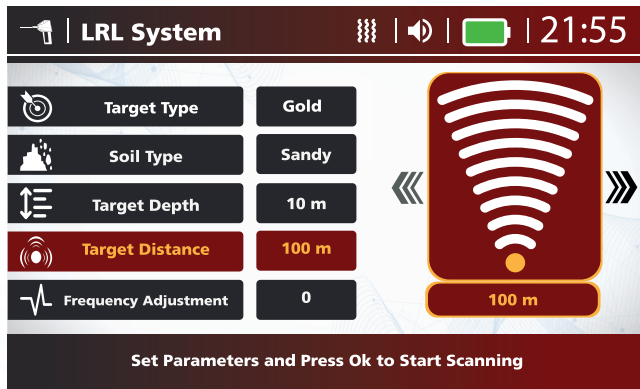 LRL System
21:55
Target Type
Gold
Soil Type
Sandy
Target Depth
10 m
Target Distance
100 m
Frequency Adjustment
0
100 m
Set Parameters and Press Ok to Start Scanning